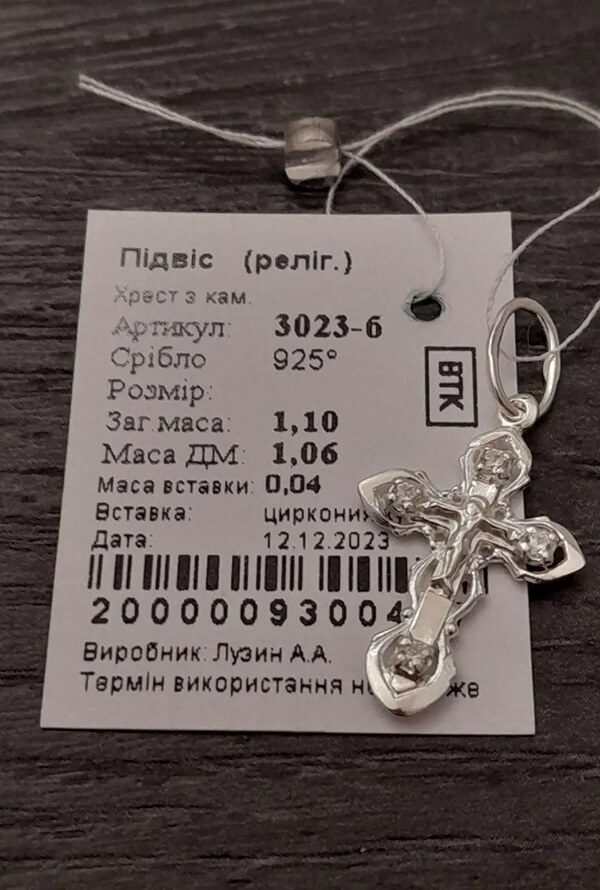 Підвіс (реліг.)
Хрест з кам.
Артикул: 3023-6
Срібло 925°
Розмір:
Заг.маса: 1,10
Маса ДМ: 1,06
Маса вставки: 0,04
Вставка:
Дата: 12.12.2023
ВТК
Виробник: Лузин А.А.
Термін використання